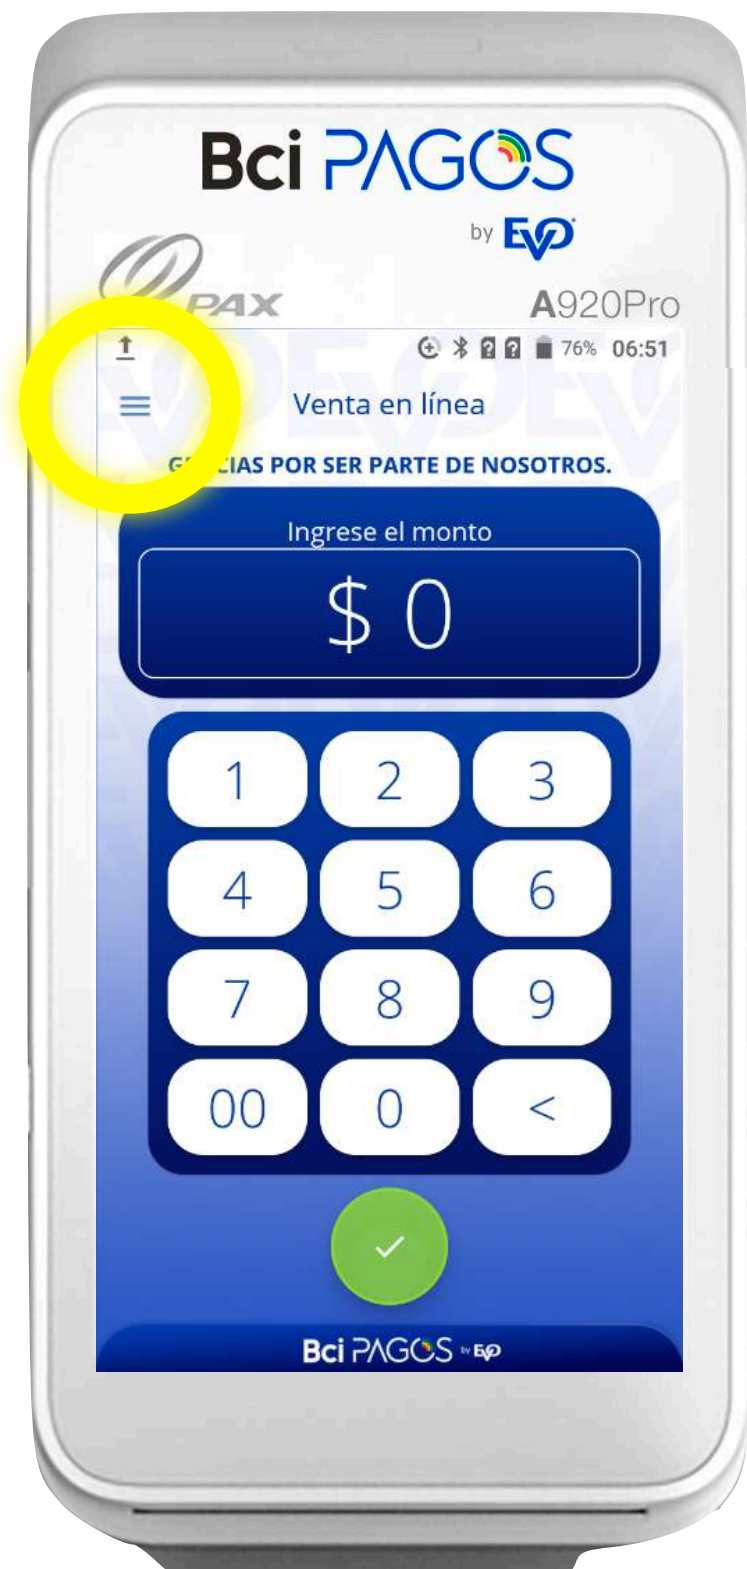 Bci PAGOS
by EVO
PAX
A920Pro
76% 06:51
Venta en línea
GRACIAS POR SER PARTE DE NOSOTROS.
Ingrese el monto
$ 0
1 2 3
4 5 6
7 8 9
00 0 <
Bci PAGOS by EVO